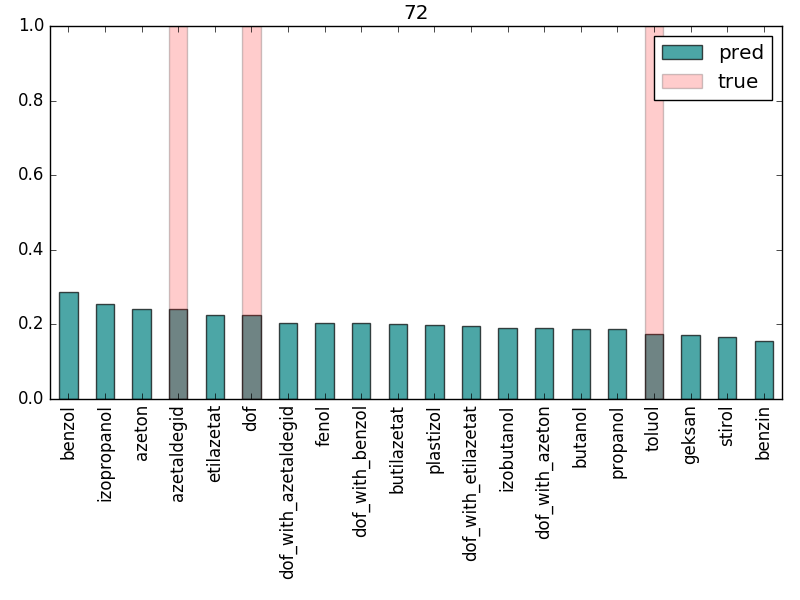 72
1.0
0.8
0.6
0.4
0.2
0.0
pred
true
benzol
izopropanol
azeton
azetaldegid
etilazetat
dof
dof_with_azetaldegid
fenol
dof_with_benzol
butilazetat
plastizol
dof_with_etilazetat
izobutanol
dof_with_azeton
butanol
propanol
toluol
geksan
stirol
benzin